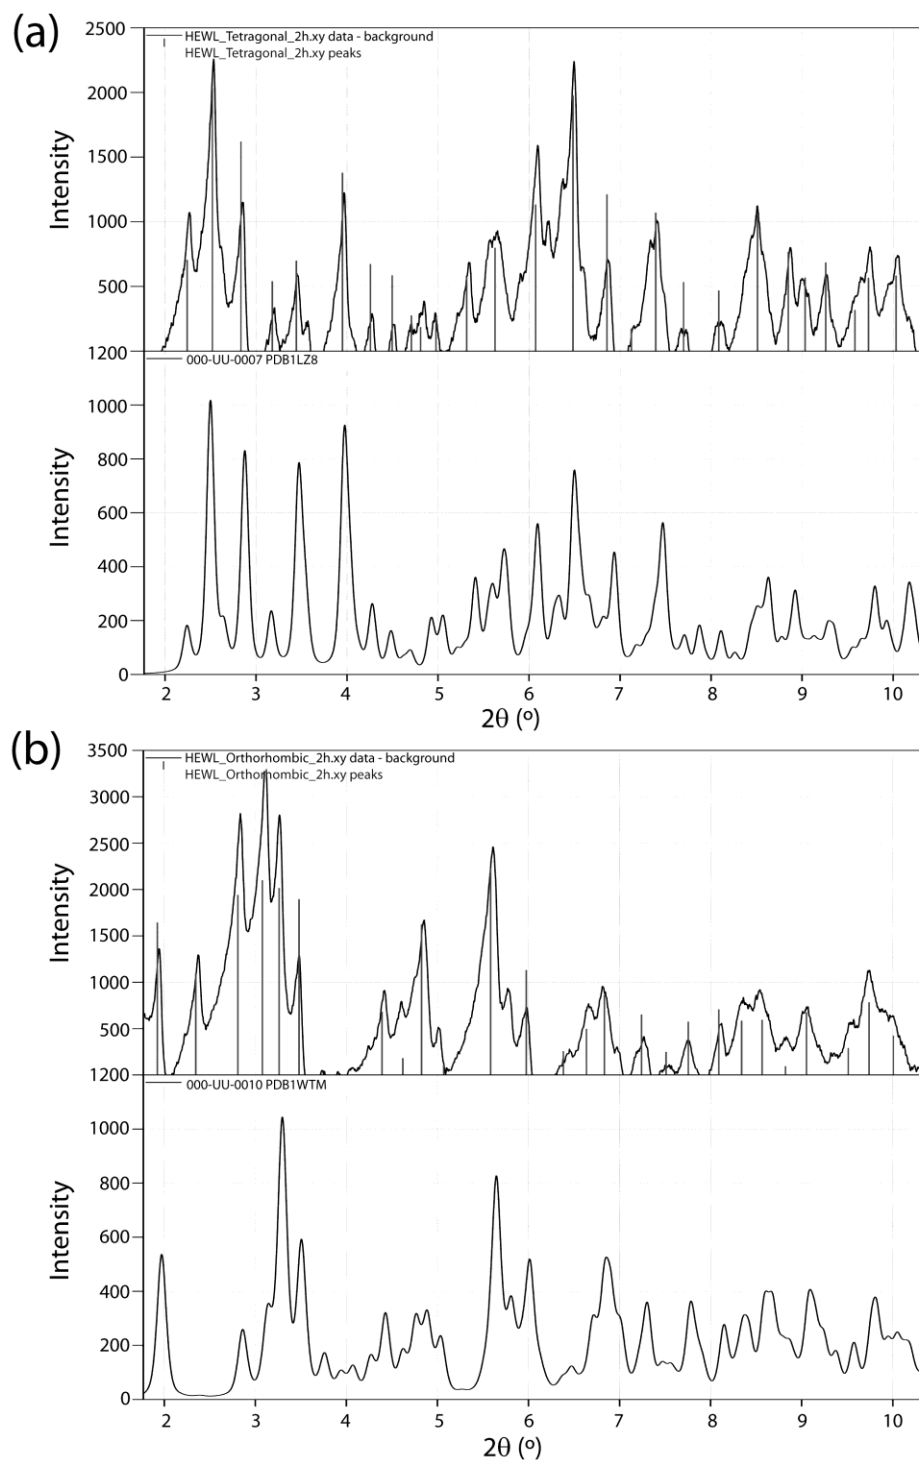 (a)
2500
HEWL_Tetragonal_2h.xy data - background
HEWL_Tetragonal_2h.xy peaks
2000
1500
1000
500
Intensity
1200
000-UU-0007 PDB1LZ8
1000
800
600
400
200
0
Intensity
2 3 4 5 6 7 8 9 10
2θ (º)
(b)
3500
HEWL_Orthorhombic_2h.xy data - background
HEWL_Orthorhombic_2h.xy peaks
3000
2500
2000
1500
1000
500
Intensity
1200
000-UU-0010 PDB1WTM
1000
800
600
400
200
0
Intensity
2 3 4 5 6 7 8 9 10
2θ (º)